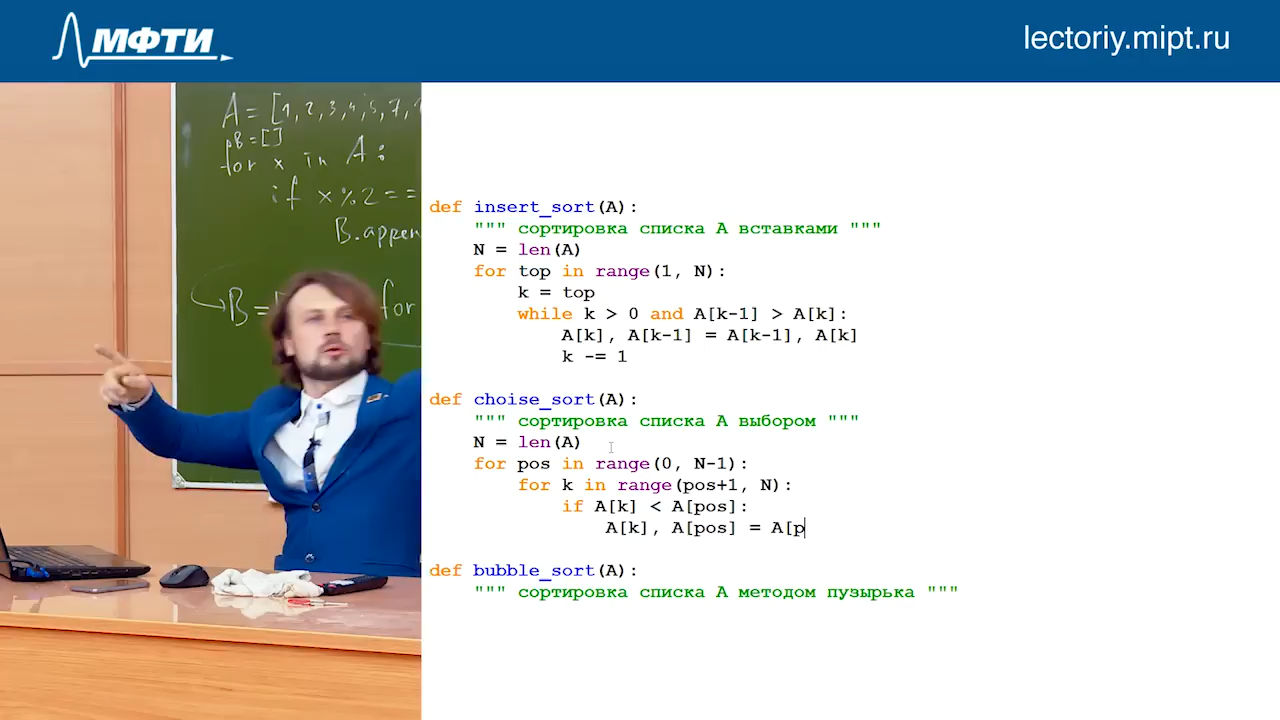 МФТИ
lectoriy.mipt.ru
A = [1, 2, 3, 4, 5, 7,
B=[]
for x in A:
if x%2==
B.appen
B=
for
def insert_sort(A):
""" сортировка списка A вставками """
N = len(A)
for top in range(1, N):
k = top
while k > 0 and A[k-1] > A[k]:
A[k], A[k-1] = A[k-1], A[k]
k -= 1
def choise_sort(A):
""" сортировка списка A выбором """
N = len(A)
for pos in range(0, N-1):
for k in range(pos+1, N):
if A[k] < A[pos]:
A[k], A[pos] = A[p
def bubble_sort(A):
""" сортировка списка A методом пузырька """